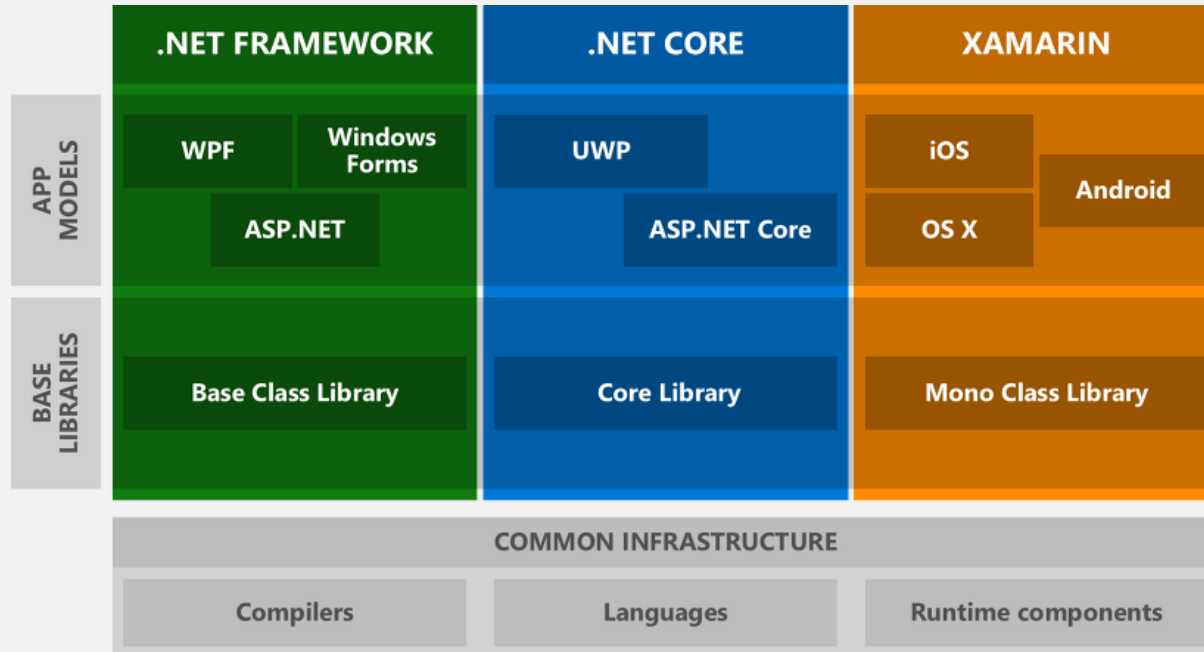 .NET FRAMEWORK
.NET CORE
XAMARIN
APP
MODELS
WPF
Windows
Forms
ASP.NET
UWP
ASP.NET Core
iOS
Android
OS X
BASE
LIBRARIES
Base Class Library
Core Library
Mono Class Library
COMMON INFRASTRUCTURE
Compilers
Languages
Runtime components